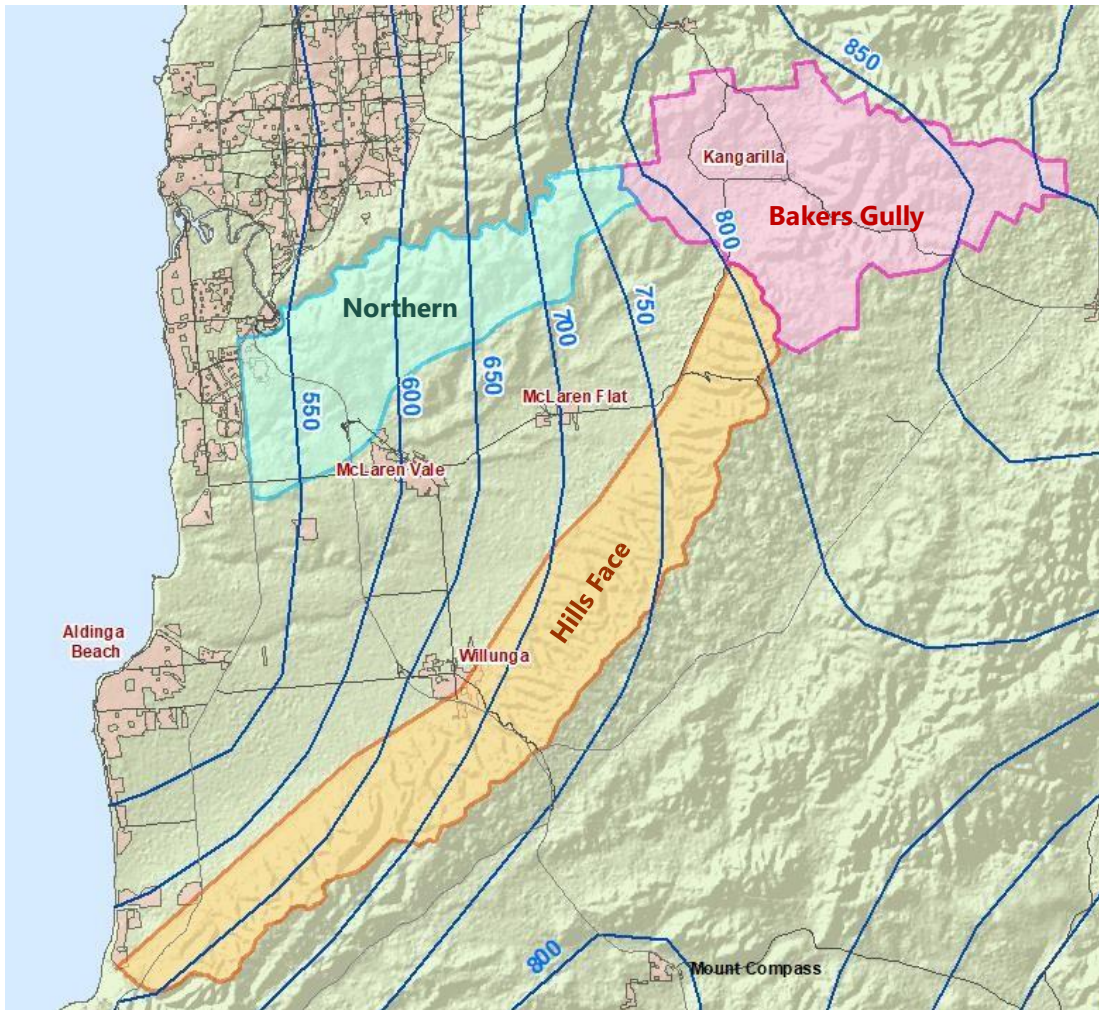 850
Kangarilla
Bakers Gully
800
Northern
750
700
650
600
550
McLaren Flat
McLaren Vale
Hills Face
Aldinga
Beach
Willunga
800
Mount Compass